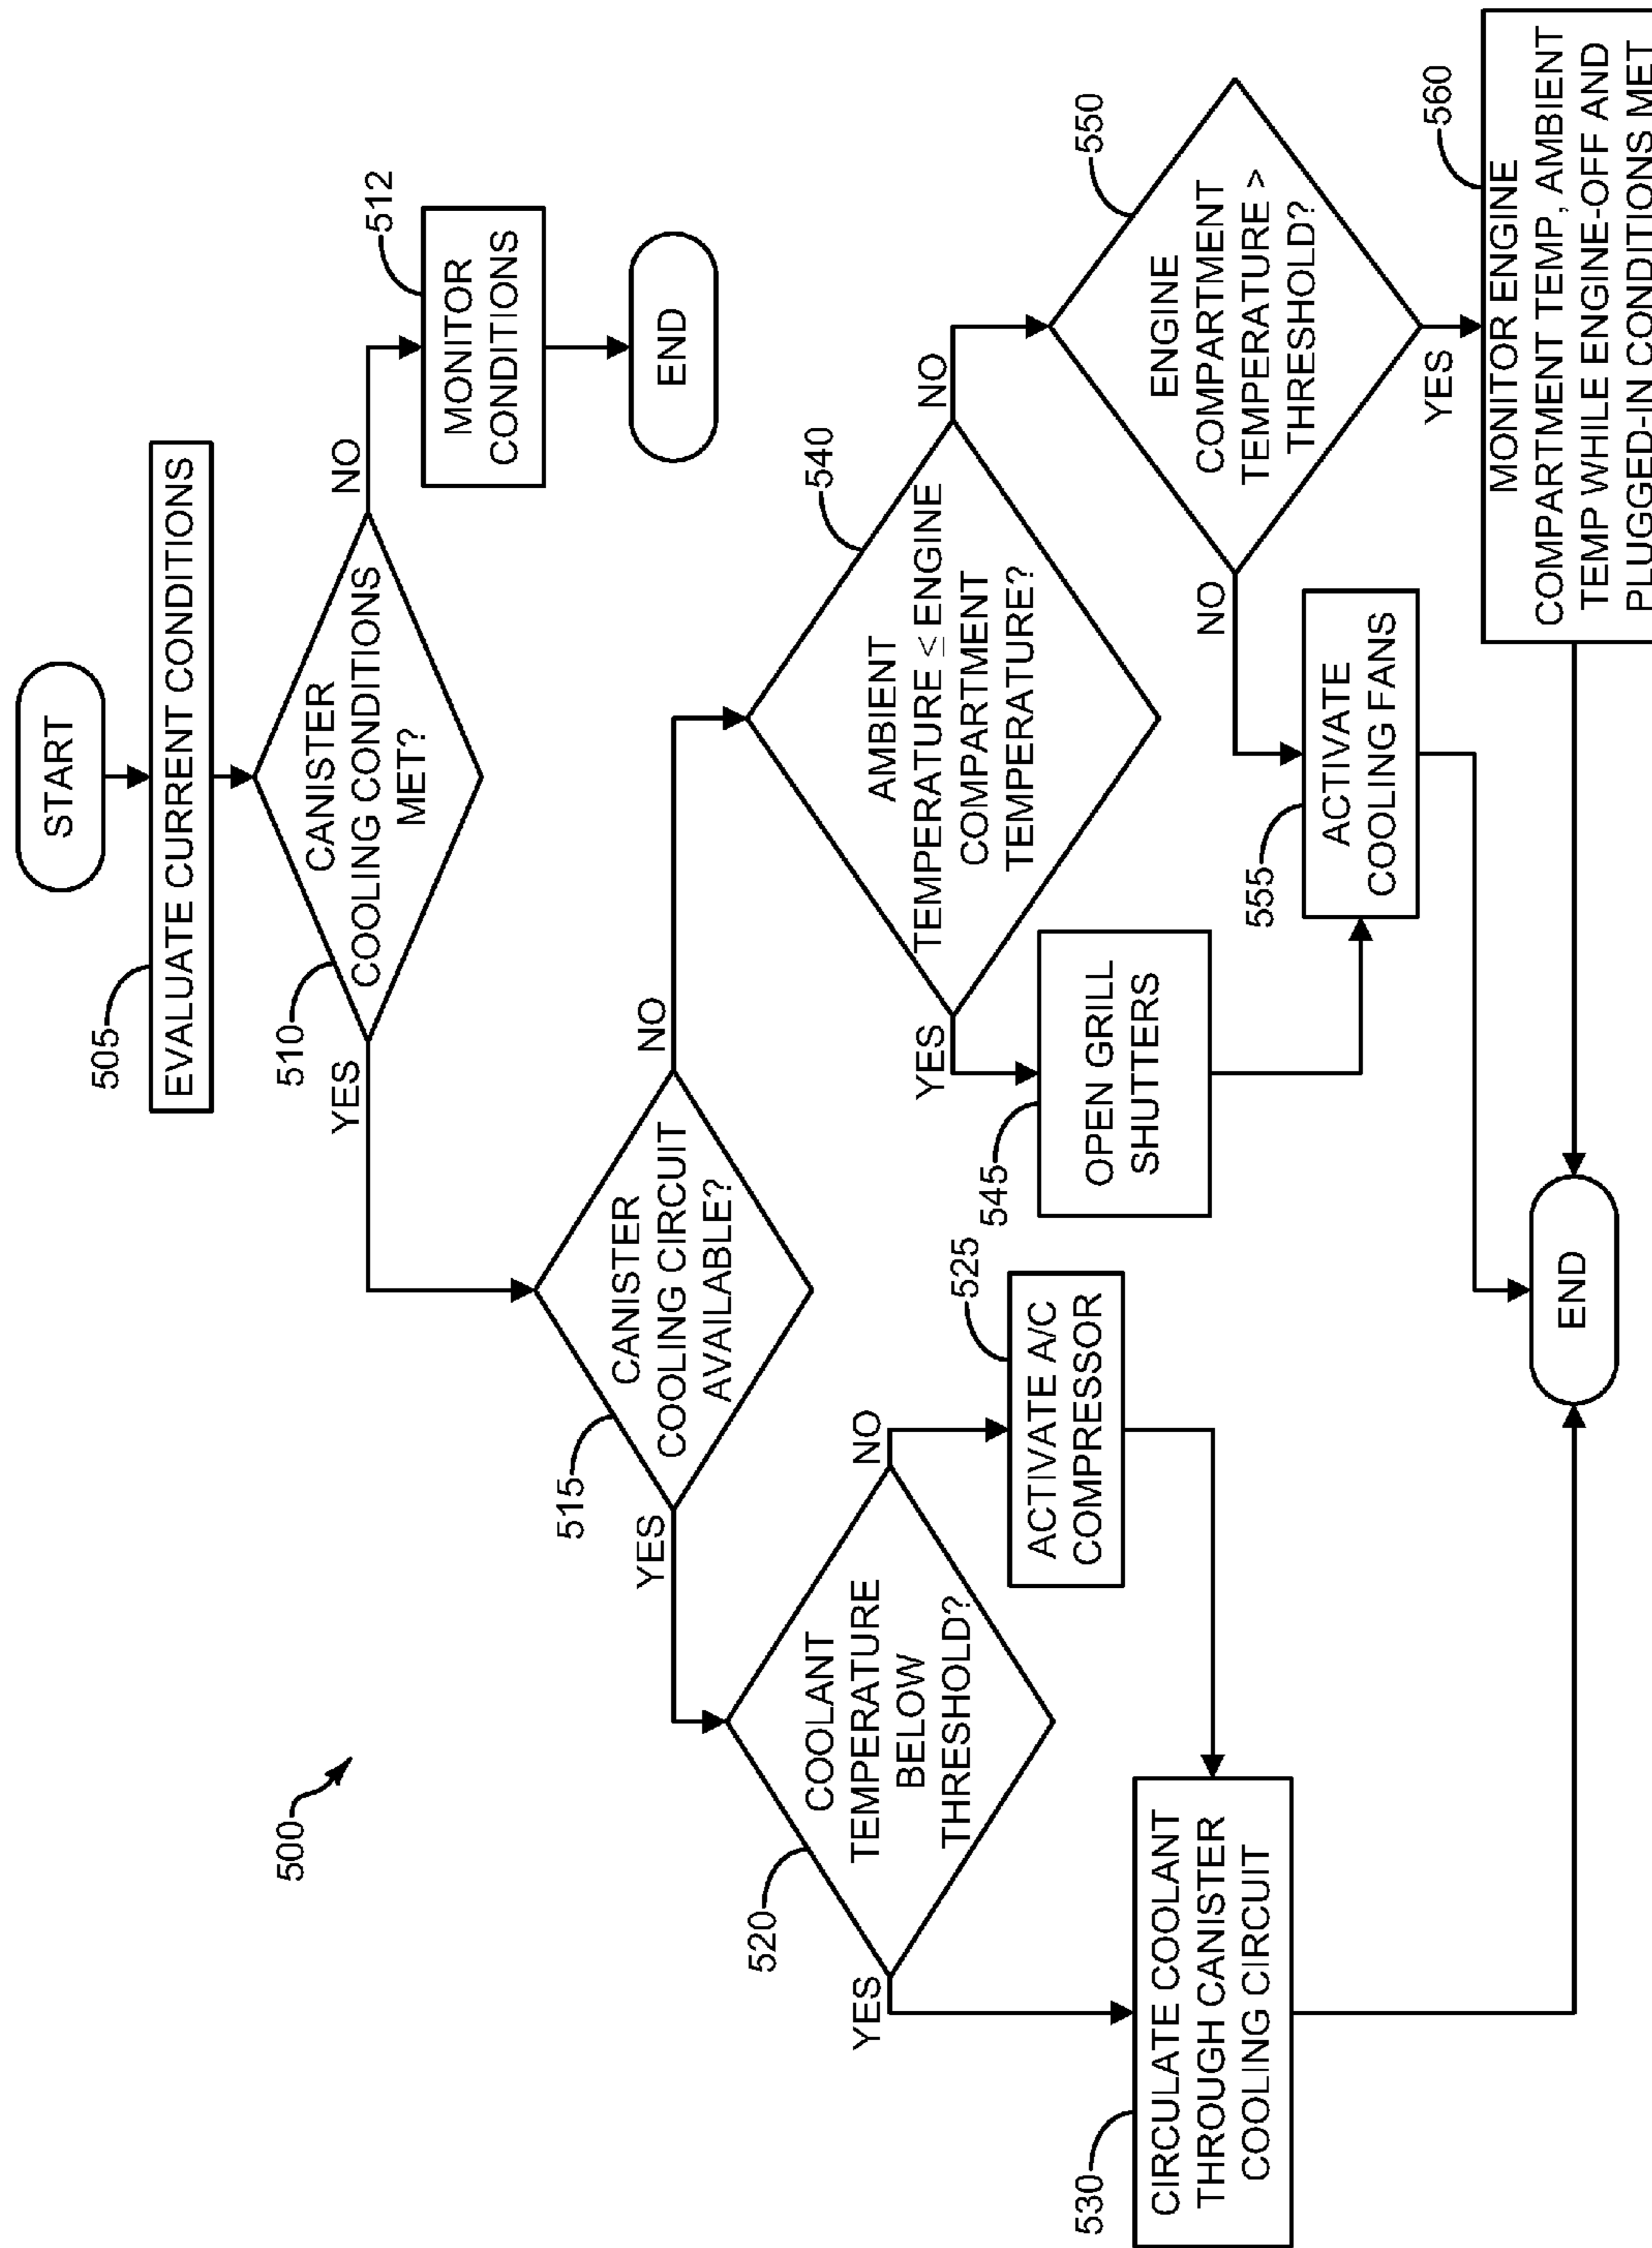 500
START
505
EVALUATE CURRENT CONDITIONS
510
CANISTER
COOLING CONDITIONS
MET?
YES
NO
512
MONITOR
CONDITIONS
END
515
CANISTER
COOLING CIRCUIT
AVAILABLE?
YES
NO
520
COOLANT
TEMPERATURE
BELOW
THRESHOLD?
YES
NO
525
ACTIVATE A/C
COMPRESSOR
530
CIRCULATE COOLANT
THROUGH CANISTER
COOLING CIRCUIT
540
AMBIENT
TEMPERATURE ≤ ENGINE
COMPARTMENT
TEMPERATURE?
YES
NO
545
OPEN GRILL
SHUTTERS
550
ENGINE
COMPARTMENT
TEMPERATURE >
THRESHOLD?
NO
YES
555
ACTIVATE
COOLING FANS
560
MONITOR ENGINE
COMPARTMENT TEMP, AMBIENT
TEMP WHILE ENGINE-OFF AND
PLUGGED-IN CONDITIONS MET
END